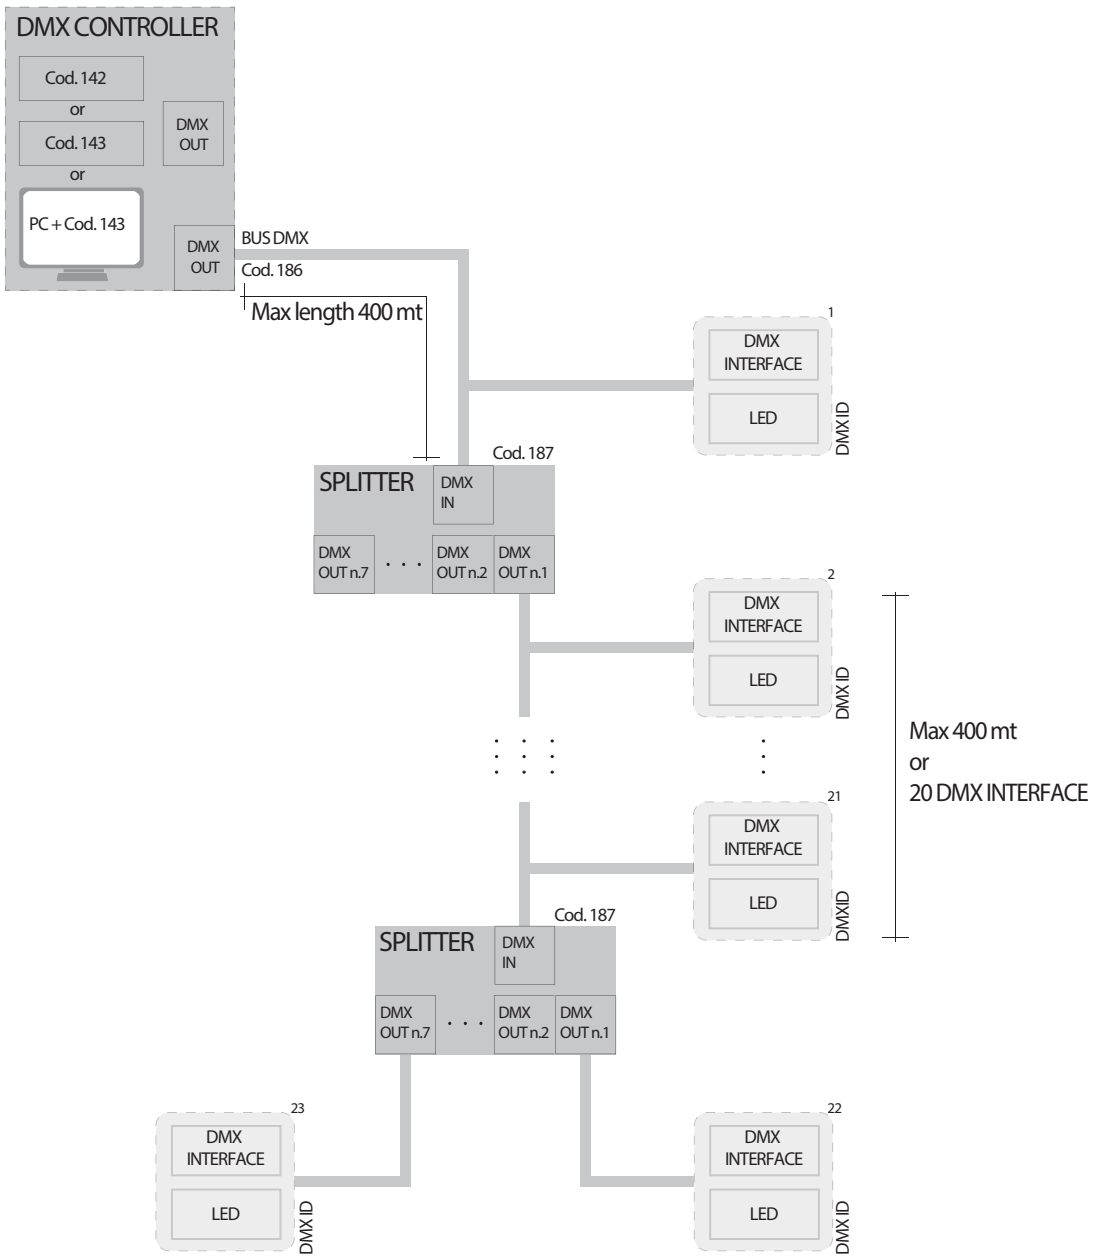 DMX CONTROLLER
Cod. 142
or
Cod. 143
or
PC + Cod. 143
DMX
OUT
DMX
OUT
BUS DMX
Cod. 186
Max length 400 mt
1
DMX
INTERFACE
LED
DMX ID
Cod. 187
SPLITTER
DMX
IN
DMX
OUT n.7
. . .
DMX
OUT n.2
DMX
OUT n.1
2
DMX
INTERFACE
LED
DMX ID
Max 400 mt
or
20 DMX INTERFACE
21
DMX
INTERFACE
LED
DMXID
Cod. 187
SPLITTER
DMX
IN
DMX
OUT n.7
. . .
DMX
OUT n.2
DMX
OUT n.1
23
DMX
INTERFACE
LED
DMX ID
22
DMX
INTERFACE
LED
DMX ID